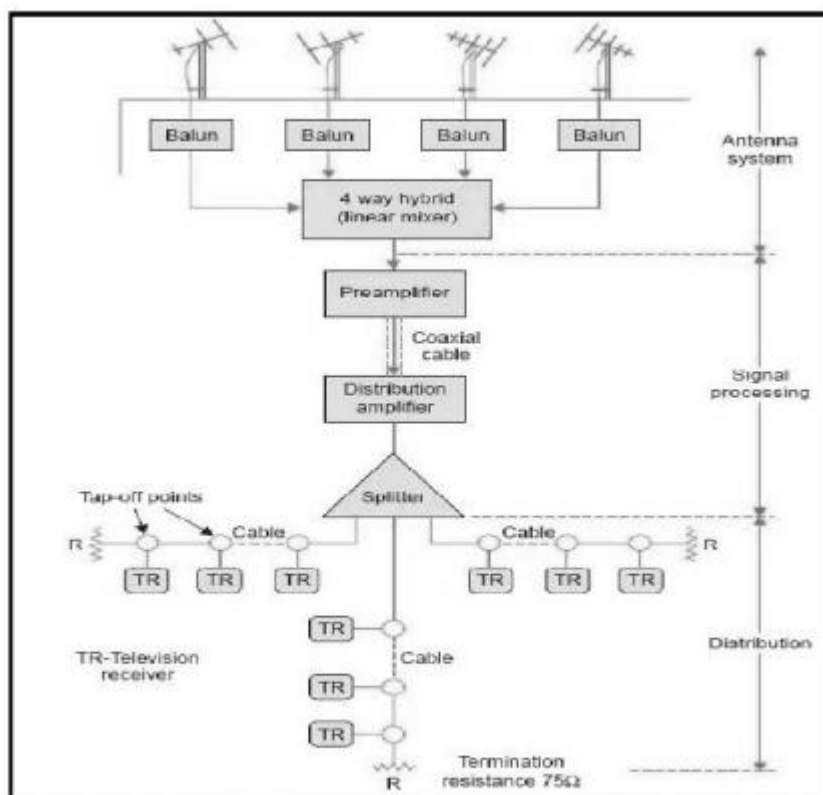 Balun
Balun
Balun
Balun
Antenna
system
4 way hybrid
(linear mixer)
Preamplifier
Coaxial
cable
Signal
processing
Distribution
amplifier
Splitter
Tap-off points
Cable
Cable
R
R
TR
TR
TR
TR
TR
TR
TR
Cable
Distribution
TR-Television
receiver
TR
TR
R
Termination
resistance 75Ω